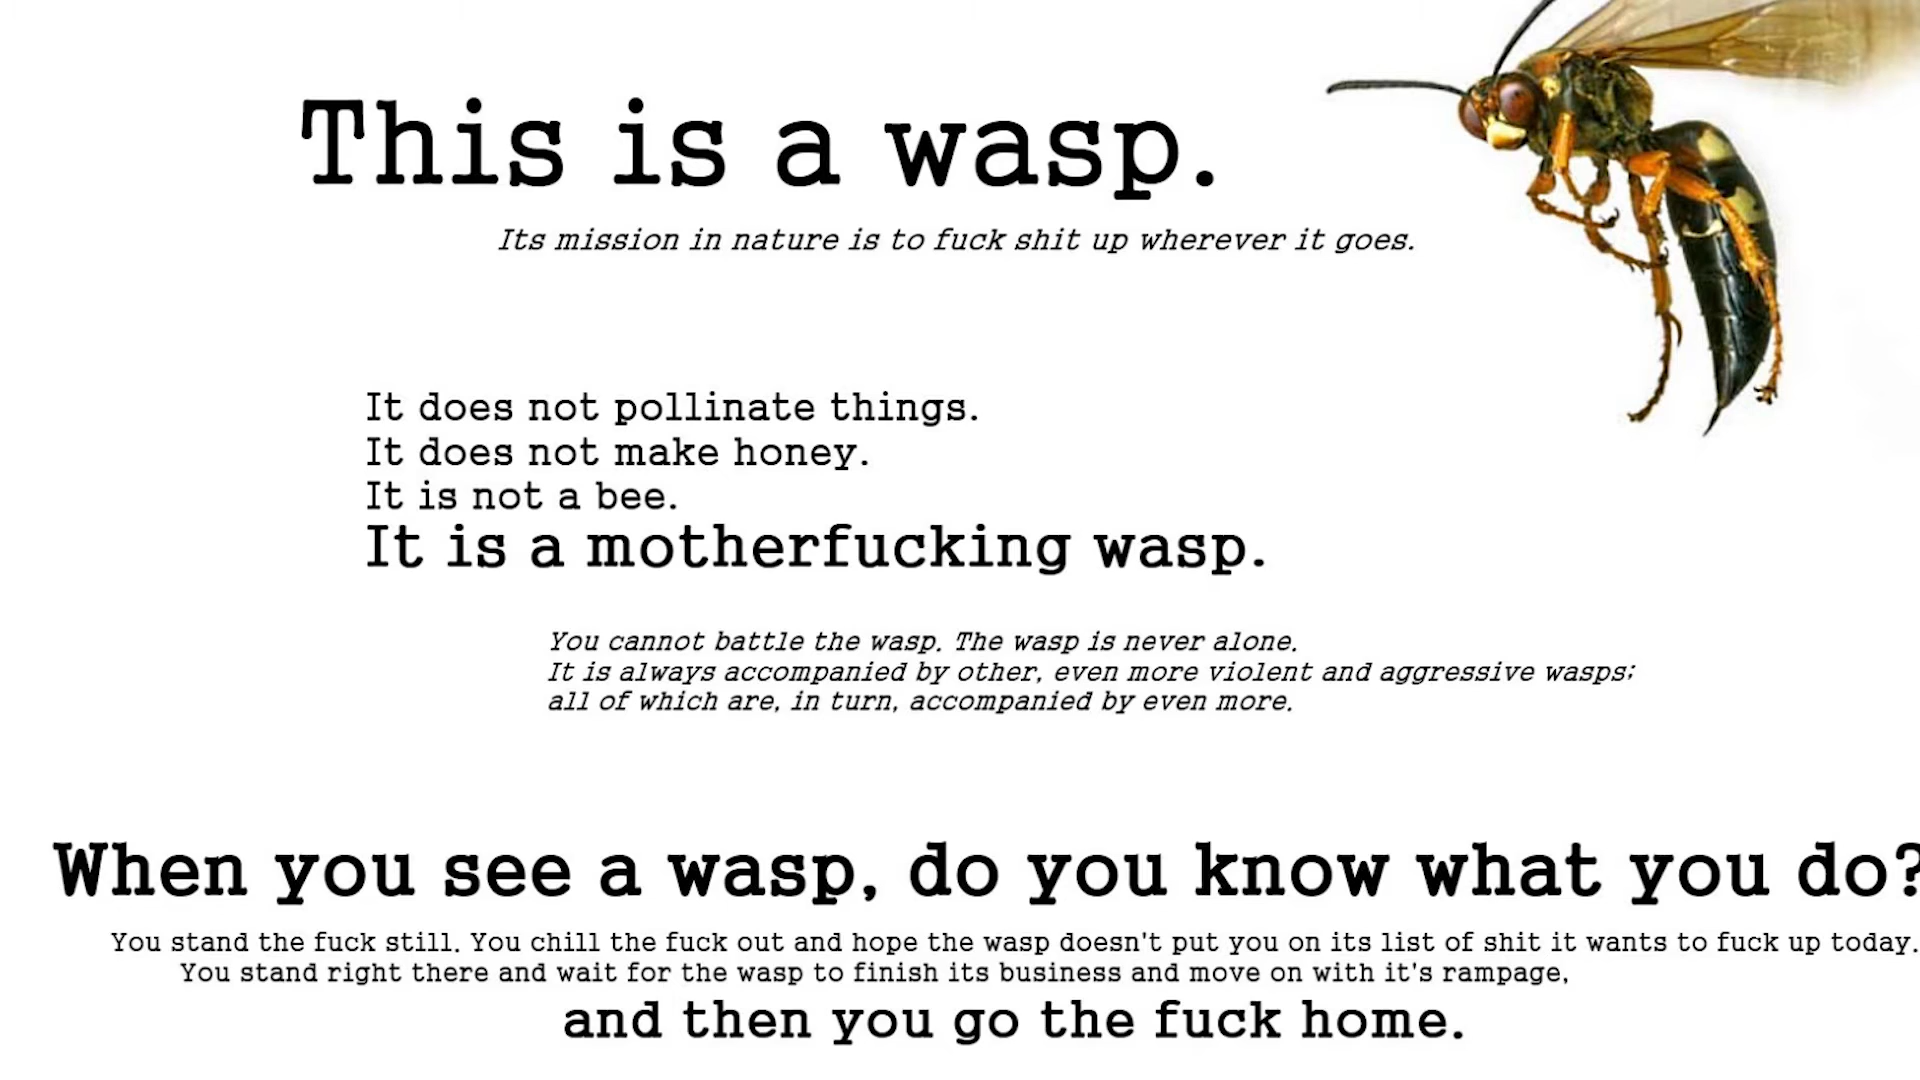 This is a wasp.
Its mission in nature is to fuck shit up wherever it goes.
It does not pollinate things.
It does not make honey.
It is not a bee.
It is a motherfucking wasp.
You cannot battle the wasp. The wasp is never alone.
It is always accompanied by other, even more violent and aggressive wasps;
all of which are, in turn, accompanied by even more.
When you see a wasp, do you know what you do?
You stand the fuck still. You chill the fuck out and hope the wasp doesn't put you on its list of shit it wants to fuck up today.
You stand right there and wait for the wasp to finish its business and move on with it's rampage,
and then you go the fuck home.